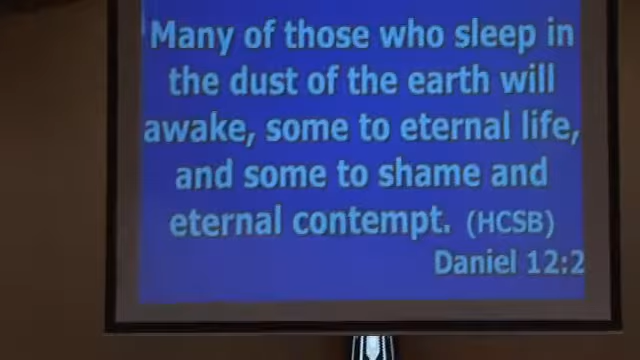 Many of those who sleep in
the dust of the earth will
awake, some to eternal life,
and some to shame and
eternal contempt. (HCSB)
Daniel 12:2